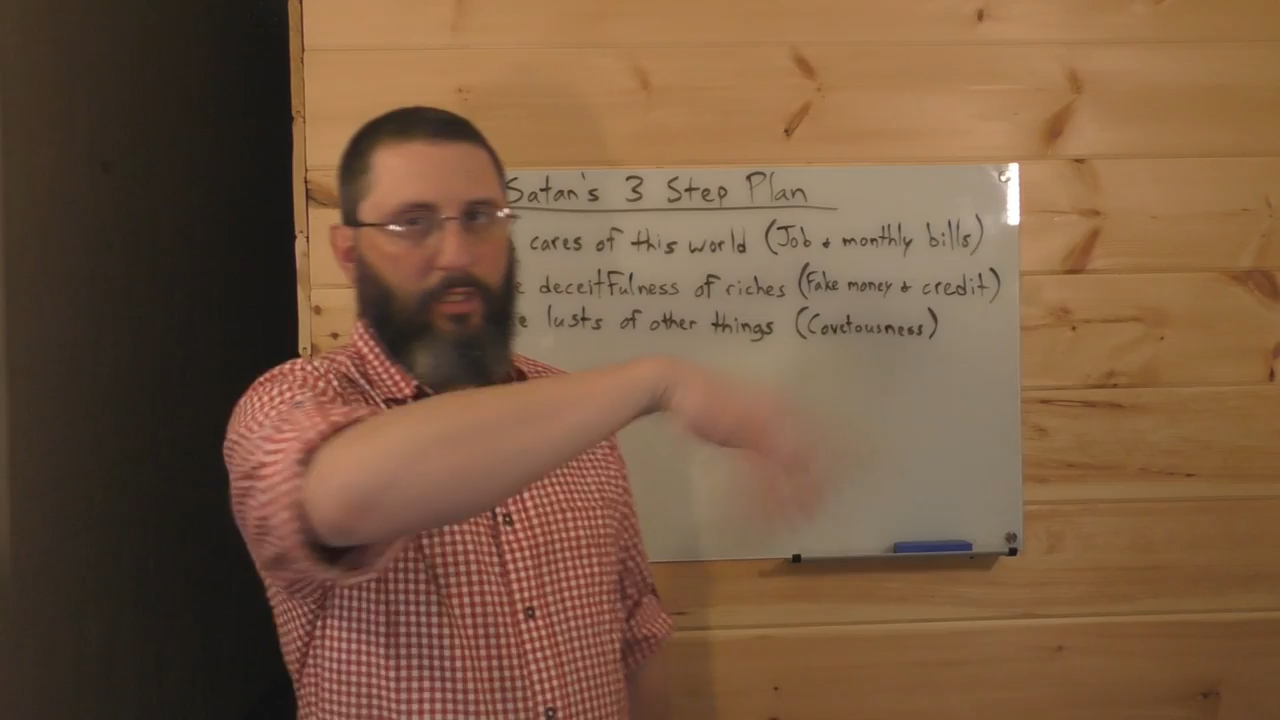 Satan's 3 Step Plan
cares of this world (Job & monthly bills)
deceitfulness of riches (Fake money & credit)
lusts of other things (Covetousness)